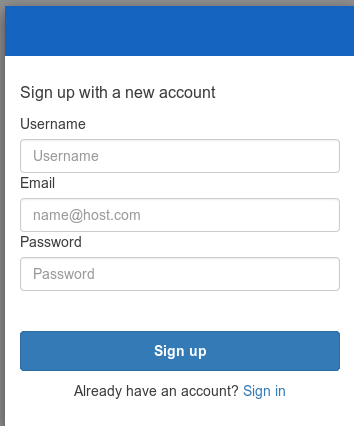 Sign up with a new account
Username
Username
Email
name@host.com
Password
Password
Sign up
Already have an account? Sign in